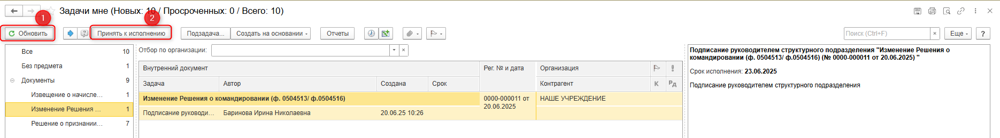 Задачи мне (Новых: 10 / Просроченных: 0 / Всего: 10)
1
2
Обновить
Принять к исполнению
Подзадача...
Создать на основании
Отчеты
Поиск (Ctrl+F)
×
Еще
?
Все 10
Без предмета 1
Документы 9
Извещение о начисле... 1
Изменение Решения ... 1
Решение о признании... 7
Отбор по организации:
×
Внутренний документ Рег. № и дата Организация
Задача Автор Создана Срок Контрагент К Рд
Изменение Решения о командировании (ф. 0504513/ ф.0504516) 0000-000011 от НАШЕ УЧРЕЖДЕНИЕ
20.06.2025
Подписание руководи... Баринова Ирина Николаевна 20.06.25 10:26
Подписание руководителем структурного подразделения "Изменение Решения о
командировании (ф. 0504513/ ф.0504516) (№ 0000-000011 от 20.06.2025) "
Срок исполнения: 23.06.2025
Подписание руководителем структурного подразделения